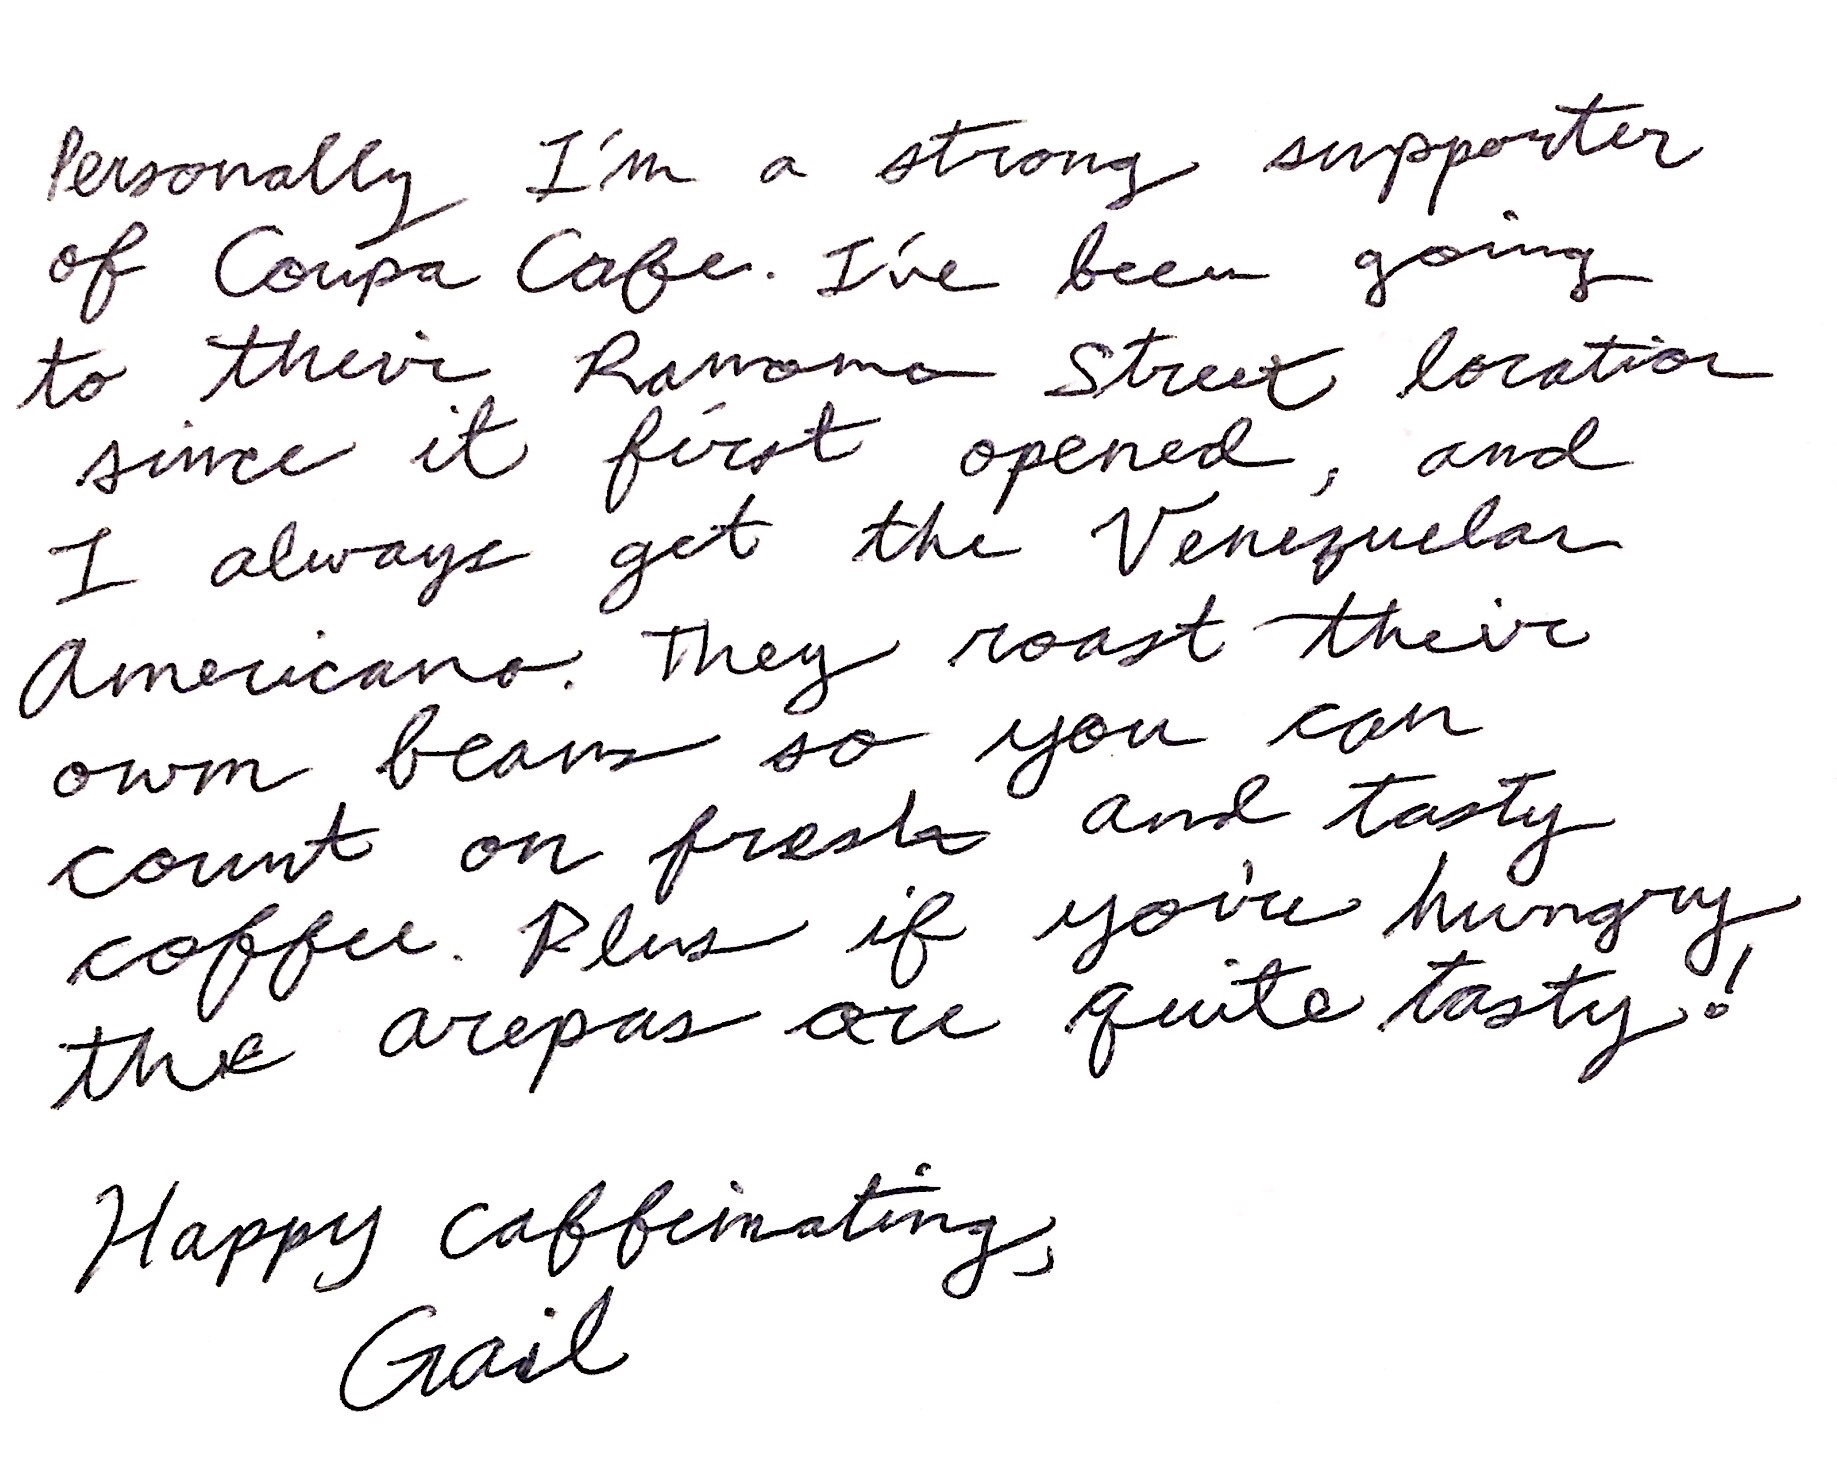 Personally I'm a strong supporter
of Coupa Cafe. I've been going
to their Ramona Street location
since it first opened, and
I always get the Venezuelan
Americano. They roast their
own beans so you can
count on fresh and tasty
coffee. Plus if you're hungry
the arepas are quite tasty!
Happy caffeinating,
Gail